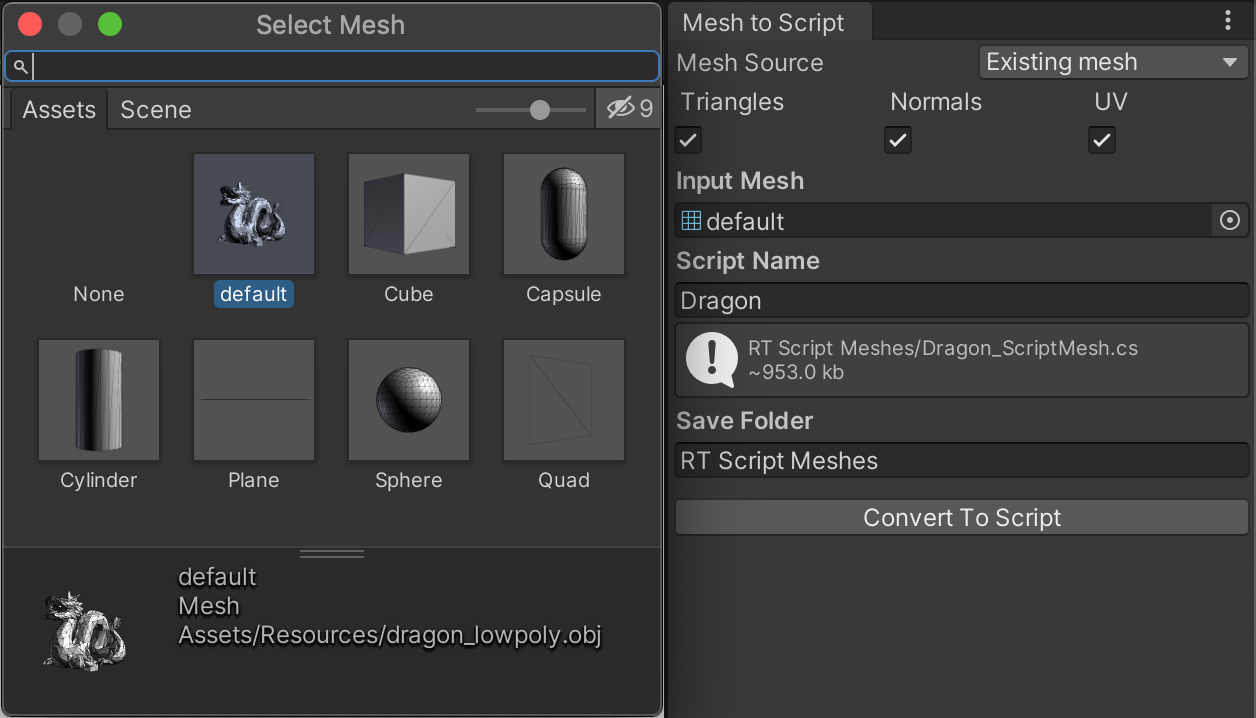 Select Mesh
Assets
Scene
9
None
default
Cube
Capsule
Cylinder
Plane
Sphere
Quad
default
Mesh
Assets/Resources/dragon_lowpoly.obj
Mesh to Script
Mesh Source
Existing mesh
Triangles
Normals
UV
Input Mesh
default
Script Name
Dragon
RT Script Meshes/Dragon_ScriptMesh.cs
~953.0 kb
Save Folder
RT Script Meshes
Convert To Script